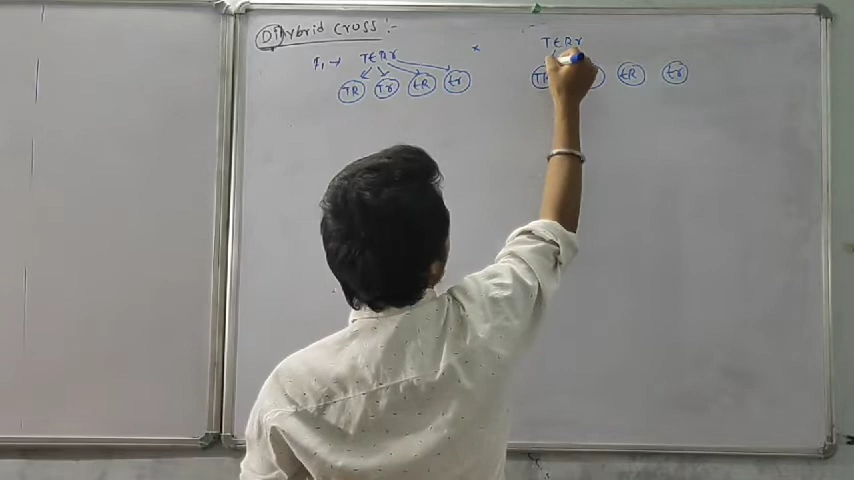 Dihybrid Cross :-
F₁ → TtRr × TtRr
TR Tr tR tr tR tr